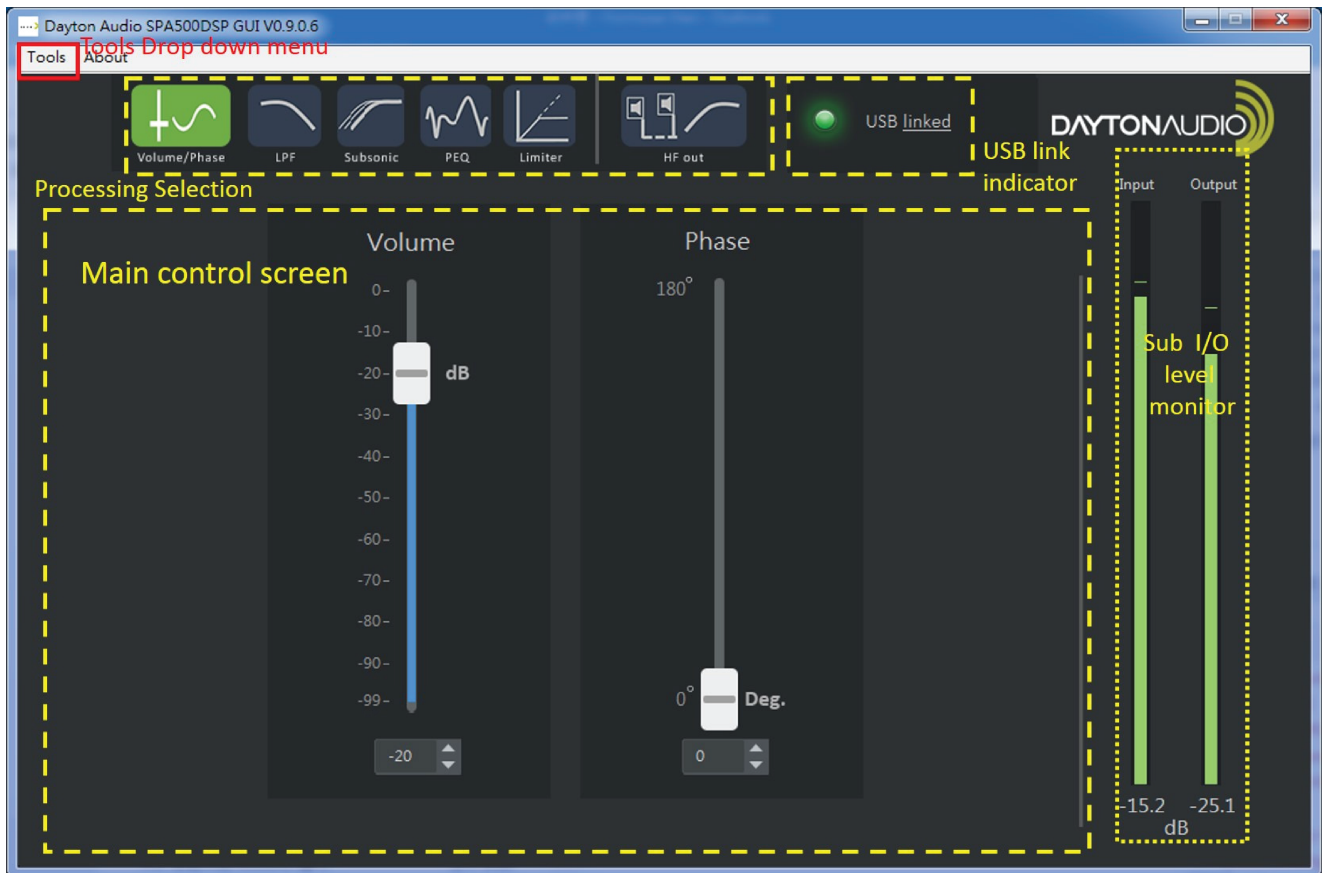 Dayton Audio SPA500DSP GUI V0.9.0.6
Tools Drop down menu
Tools About
Volume/Phase LPF Subsonic PEQ Limiter HF out
USB linked
DAYTONAUDIO
USB link
indicator
Processing Selection
Input Output
Volume Phase
Main control screen
0-
180°
-10-
-20- dB
-30-
-40-
-50-
-60-
-70-
-80-
-90-
-99-
0° Deg.
-20
0
Sub I/O
level
monitor
-15.2 -25.1
dB